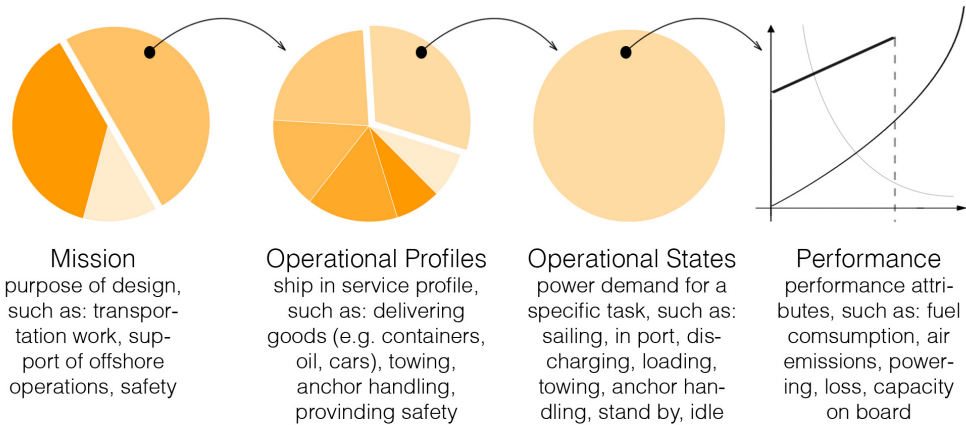 Mission
purpose of design,
such as: transpor-
tation work, sup-
port of offshore
operations, safety
Operational Profiles
ship in service profile,
such as: delivering
goods (e.g. containers,
oil, cars), towing,
anchor handling,
provinding safety
Operational States
power demand for a
specific task, such as:
sailing, in port, dis-
charging, loading,
towing, anchor han-
dling, stand by, idle
Performance
performance attri-
butes, such as: fuel
comsumption, air
emissions, power-
ing, loss, capacity
on board